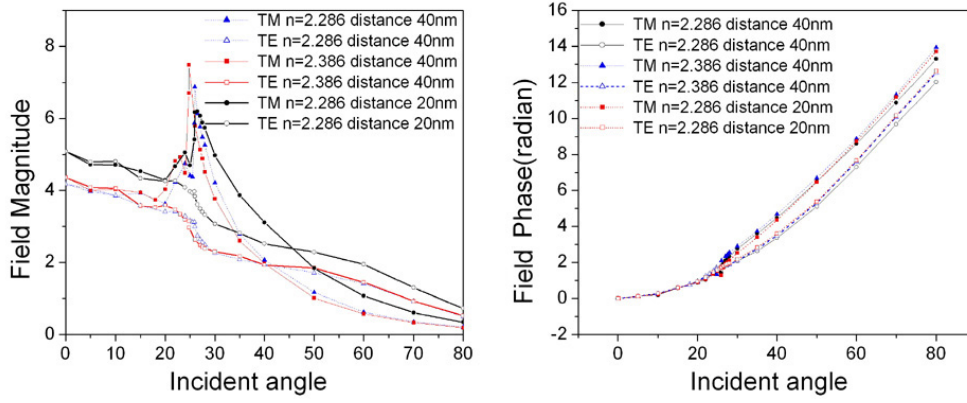 TM n=2.286 distance 40nm
TE n=2.286 distance 40nm
TM n=2.386 distance 40nm
TE n=2.386 distance 40nm
TM n=2.286 distance 20nm
TE n=2.286 distance 20nm
8
6
4
2
0
Field Magnitude
0 10 20 30 40 50 60 70 80
Incident angle
TM n=2.286 distance 40nm
TE n=2.286 distance 40nm
TM n=2.386 distance 40nm
TE n=2.386 distance 40nm
TM n=2.286 distance 20nm
TE n=2.286 distance 20nm
16
14
12
10
8
6
4
2
0
-2
Field Phase(radian)
0 20 40 60 80
Incident angle